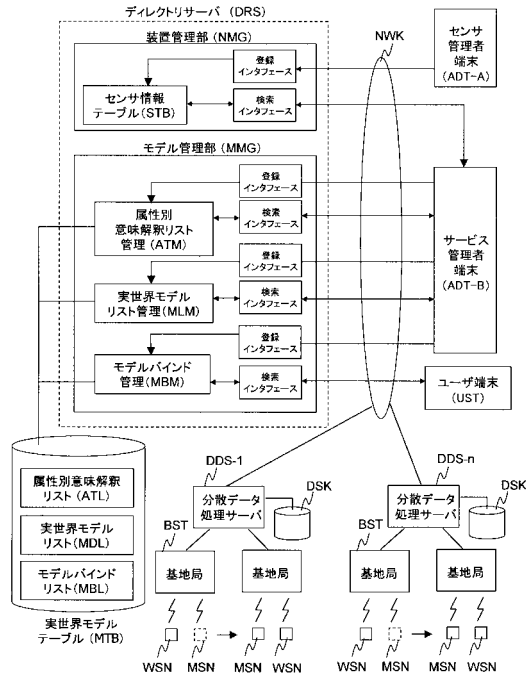 ディレクトリサーバ(DRS)
装置管理部(NMG)
登録
インタフェース
センサ情報
テーブル(STB)
検索
インタフェース
NWK
センサ
管理者
端末
(ADT-A)
モデル管理部(MMG)
登録
インタフェース
属性別
意味解釈リスト
管理(ATM)
検索
インタフェース
登録
インタフェース
実世界モデル
リスト管理(MLM)
検索
インタフェース
登録
インタフェース
モデルバインド
管理(MBM)
検索
インタフェース
サービス
管理者
端末
(ADT-B)
ユーザ端末
(UST)
属性別意味解釈
リスト(ATL)
実世界モデル
リスト(MDL)
モデルバインド
リスト(MBL)
実世界モデル
テーブル(MTB)
DDS-1
分散データ
処理サーバ
DSK
BST
基地局
基地局
WSN
MSN
MSN
WSN
DDS-n
分散データ
処理サーバ
DSK
BST
基地局
基地局
WSN
MSN
MSN
WSN